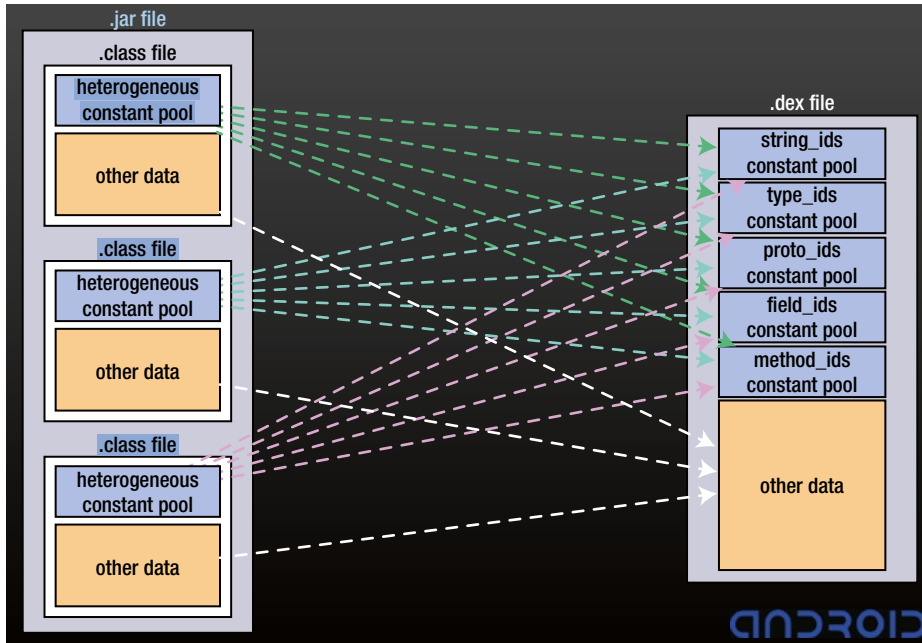 .jar file
.class file
heterogeneous
constant pool
other data
.class file
heterogeneous
constant pool
other data
.class file
heterogeneous
constant pool
other data
.dex file
string_ids
constant pool
type_ids
constant pool
proto_ids
constant pool
field_ids
constant pool
method_ids
constant pool
other data
ANDROID